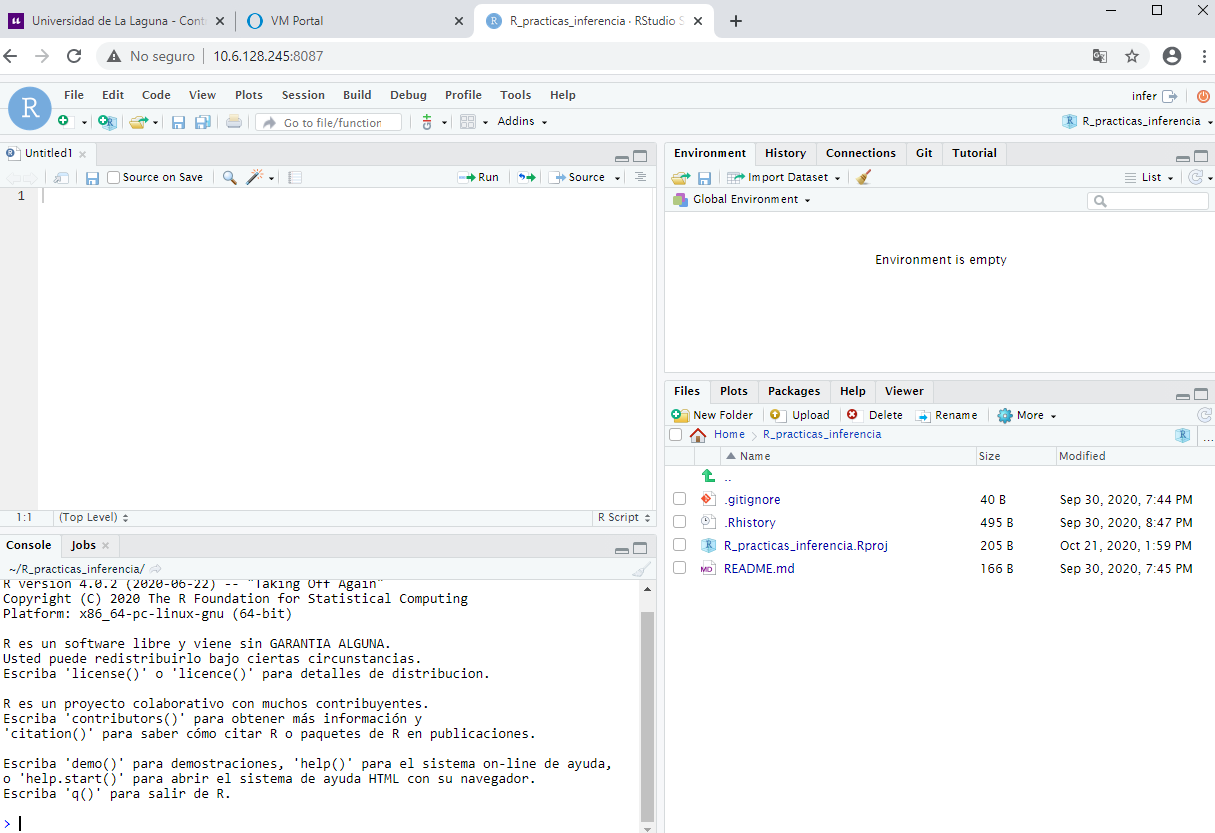 Universidad de La Laguna - Cont
VM Portal
R_practicas_inferencia · RStudio S
No seguro
10.6.128.245:8087
R
File Edit Code View Plots Session Build Debug Profile Tools Help
infer
Go to file/function
Addins
R_practicas_inferencia
Untitled1
Source on Save
Run
Source
1
1:1
(Top Level)
R Script
Console
Jobs
~/R_practicas_inferencia/
R version 4.0.2 (2020-06-22) -- "Taking Off Again"
Copyright (C) 2020 The R Foundation for Statistical Computing
Platform: x86_64-pc-linux-gnu (64-bit)
R es un software libre y viene sin GARANTIA ALGUNA.
Usted puede redistribuirlo bajo ciertas circunstancias.
Escriba 'license()' o 'licence()' para detalles de distribucion.
R es un proyecto colaborativo con muchos contribuyentes.
Escriba 'contributors()' para obtener más información y
'citation()' para saber cómo citar R o paquetes de R en publicaciones.
Escriba 'demo()' para demostraciones, 'help()' para el sistema on-line de ayuda,
o 'help.start()' para abrir el sistema de ayuda HTML con su navegador.
Escriba 'q()' para salir de R.
>
Environment History Connections Git Tutorial
Import Dataset
List
Global Environment
Environment is empty
Files Plots Packages Help Viewer
New Folder Upload Delete Rename More
Home R_practicas_inferencia
...
Name Size Modified
..
.gitignore 40 B Sep 30, 2020, 7:44 PM
.Rhistory 495 B Sep 30, 2020, 8:47 PM
R_practicas_inferencia.Rproj 205 B Oct 21, 2020, 1:59 PM
README.md 166 B Sep 30, 2020, 7:45 PM